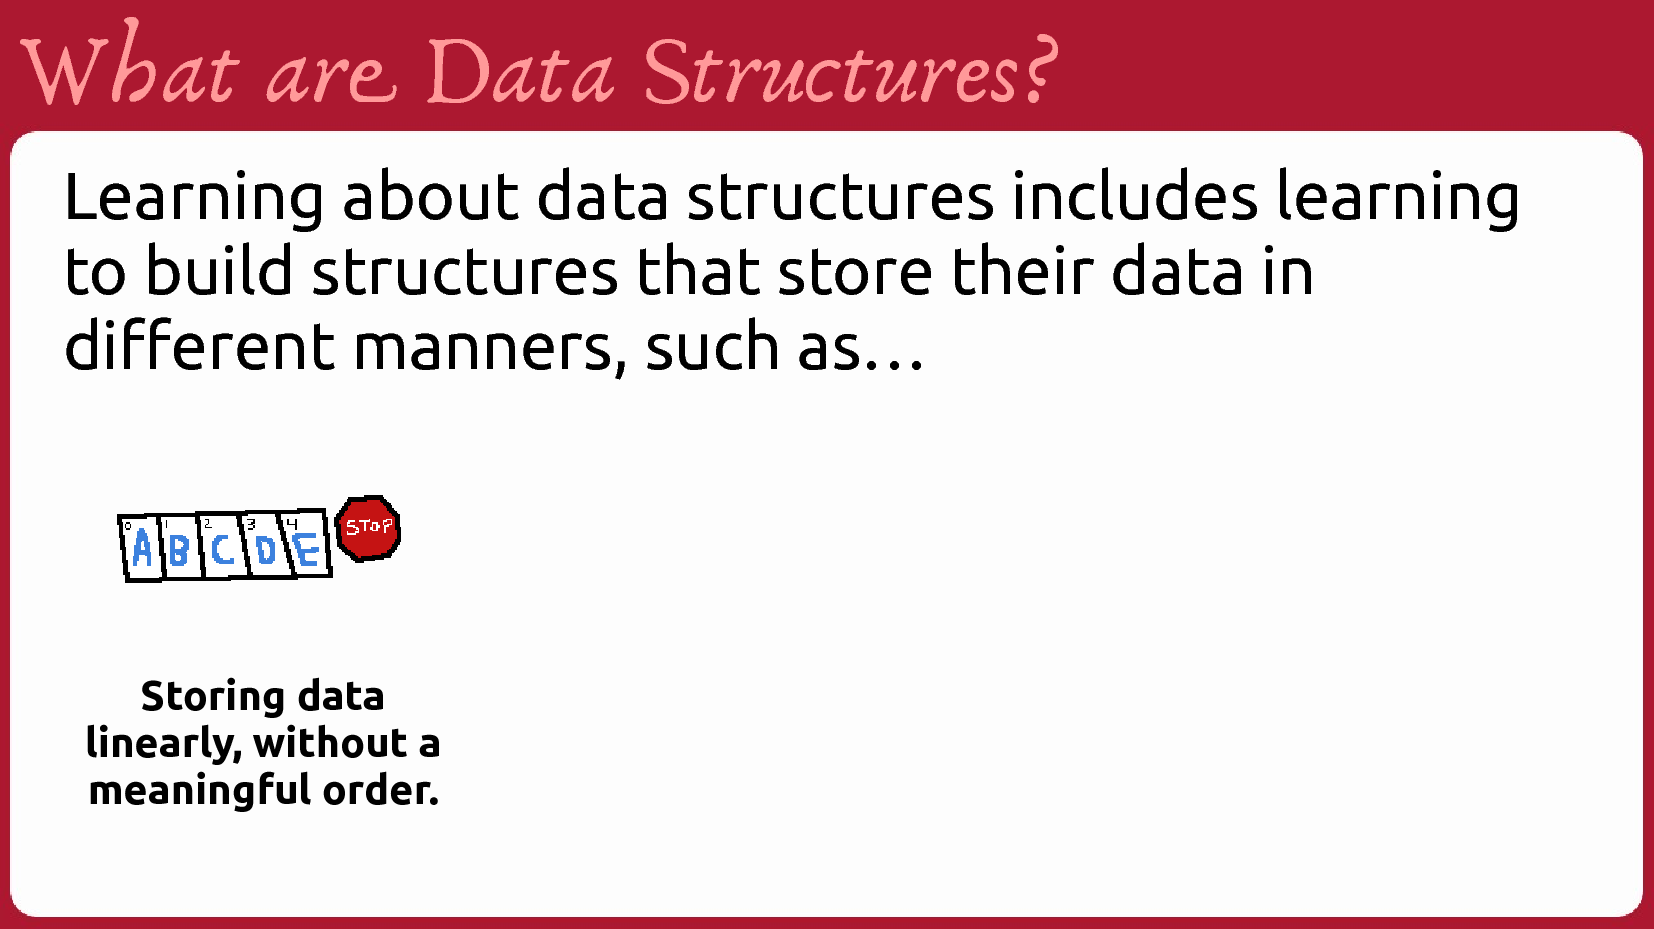 What are Data Structures?
Learning about data structures includes learning
to build structures that store their data in
different manners, such as…
0 1 2 3 4
A B C D E
STOP
Storing data
linearly, without a
meaningful order.